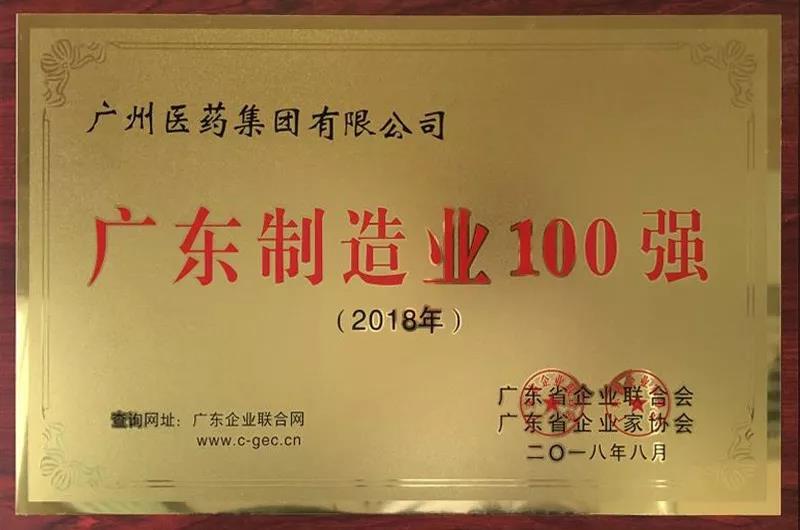 广州医药集团有限公司
广东制造业100强
（2018年）
查询网址：广东企业联合网
www.c-gec.cn
广东省企业联合会
广东省企业家协会
二〇一八年八月